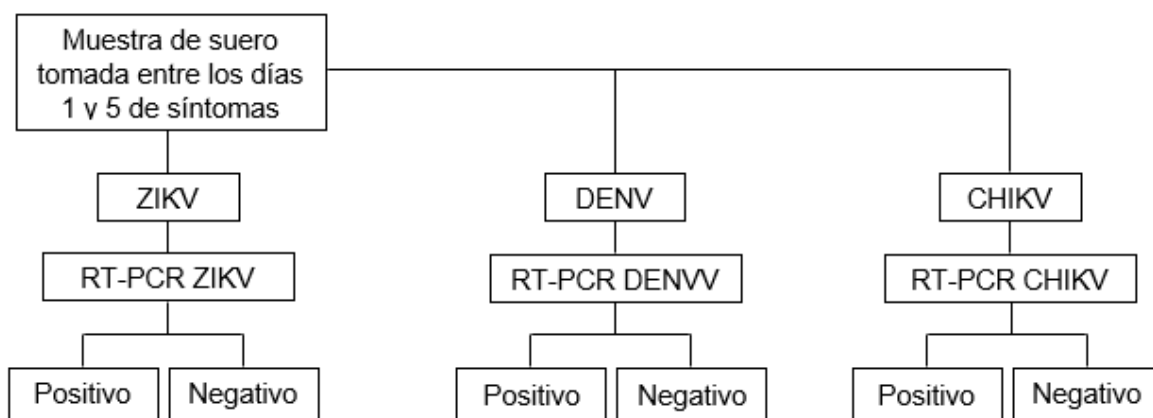 Muestra de suero
tomada entre los días
1 y 5 de síntomas
ZIKV
DENV
CHIKV
RT-PCR ZIKV
RT-PCR DENVV
RT-PCR CHIKV
Positivo
Negativo
Positivo
Negativo
Positivo
Negativo